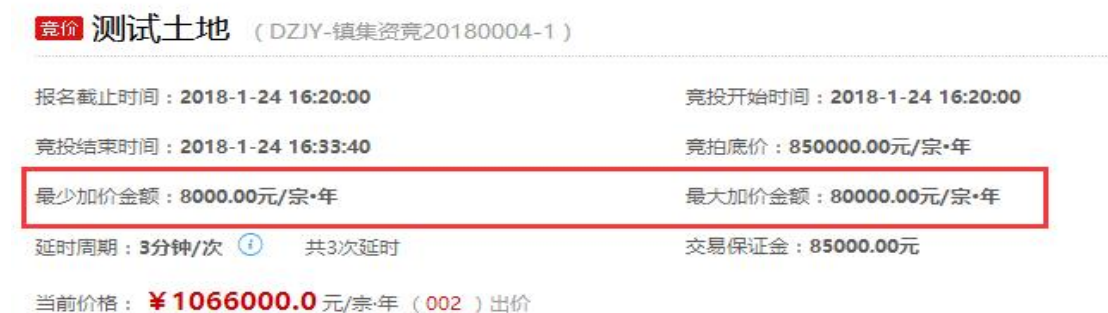 竞价 测试土地 (DZJY-镇集资竞20180004-1)
报名截止时间：2018-1-24 16:20:00 竞投开始时间：2018-1-24 16:20:00
竞投结束时间：2018-1-24 16:33:40 竞拍底价：850000.00元/宗•年
最少加价金额：8000.00元/宗•年 最大加价金额：80000.00元/宗•年
延时周期：3分钟/次 i 共3次延时 交易保证金：85000.00元
当前价格：￥1066000.0 元/宗·年 (002)出价